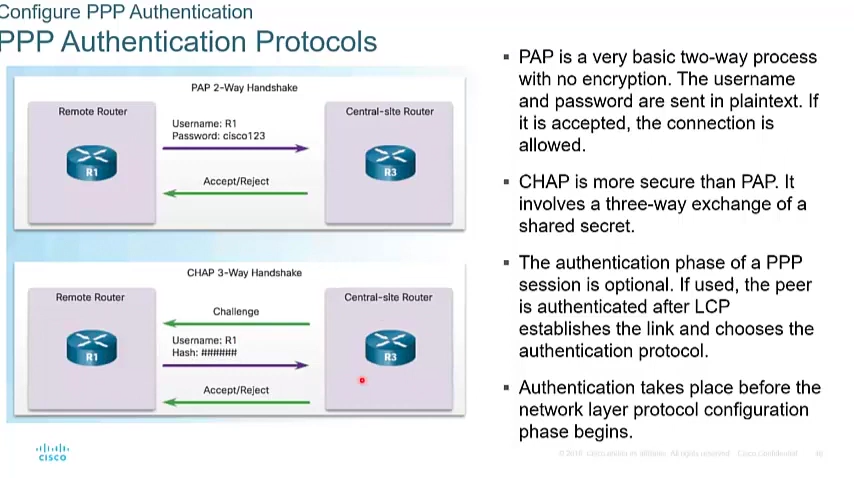 Configure PPP Authentication
PPP Authentication Protocols
PAP 2-Way Handshake
Remote Router
Central-site Router
Username: R1
Password: cisco123
R1
R3
Accept/Reject
CHAP 3-Way Handshake
Remote Router
Central-site Router
Challenge
Username: R1
Hash: ######
R1
R3
Accept/Reject
▪ PAP is a very basic two-way process
with no encryption. The username
and password are sent in plaintext. If
it is accepted, the connection is
allowed.
▪ CHAP is more secure than PAP. It
involves a three-way exchange of a
shared secret.
▪ The authentication phase of a PPP
session is optional. If used, the peer
is authenticated after LCP
establishes the link and chooses the
authentication protocol.
▪ Authentication takes place before the
network layer protocol configuration
phase begins.
CISCO
Cisco Confidential